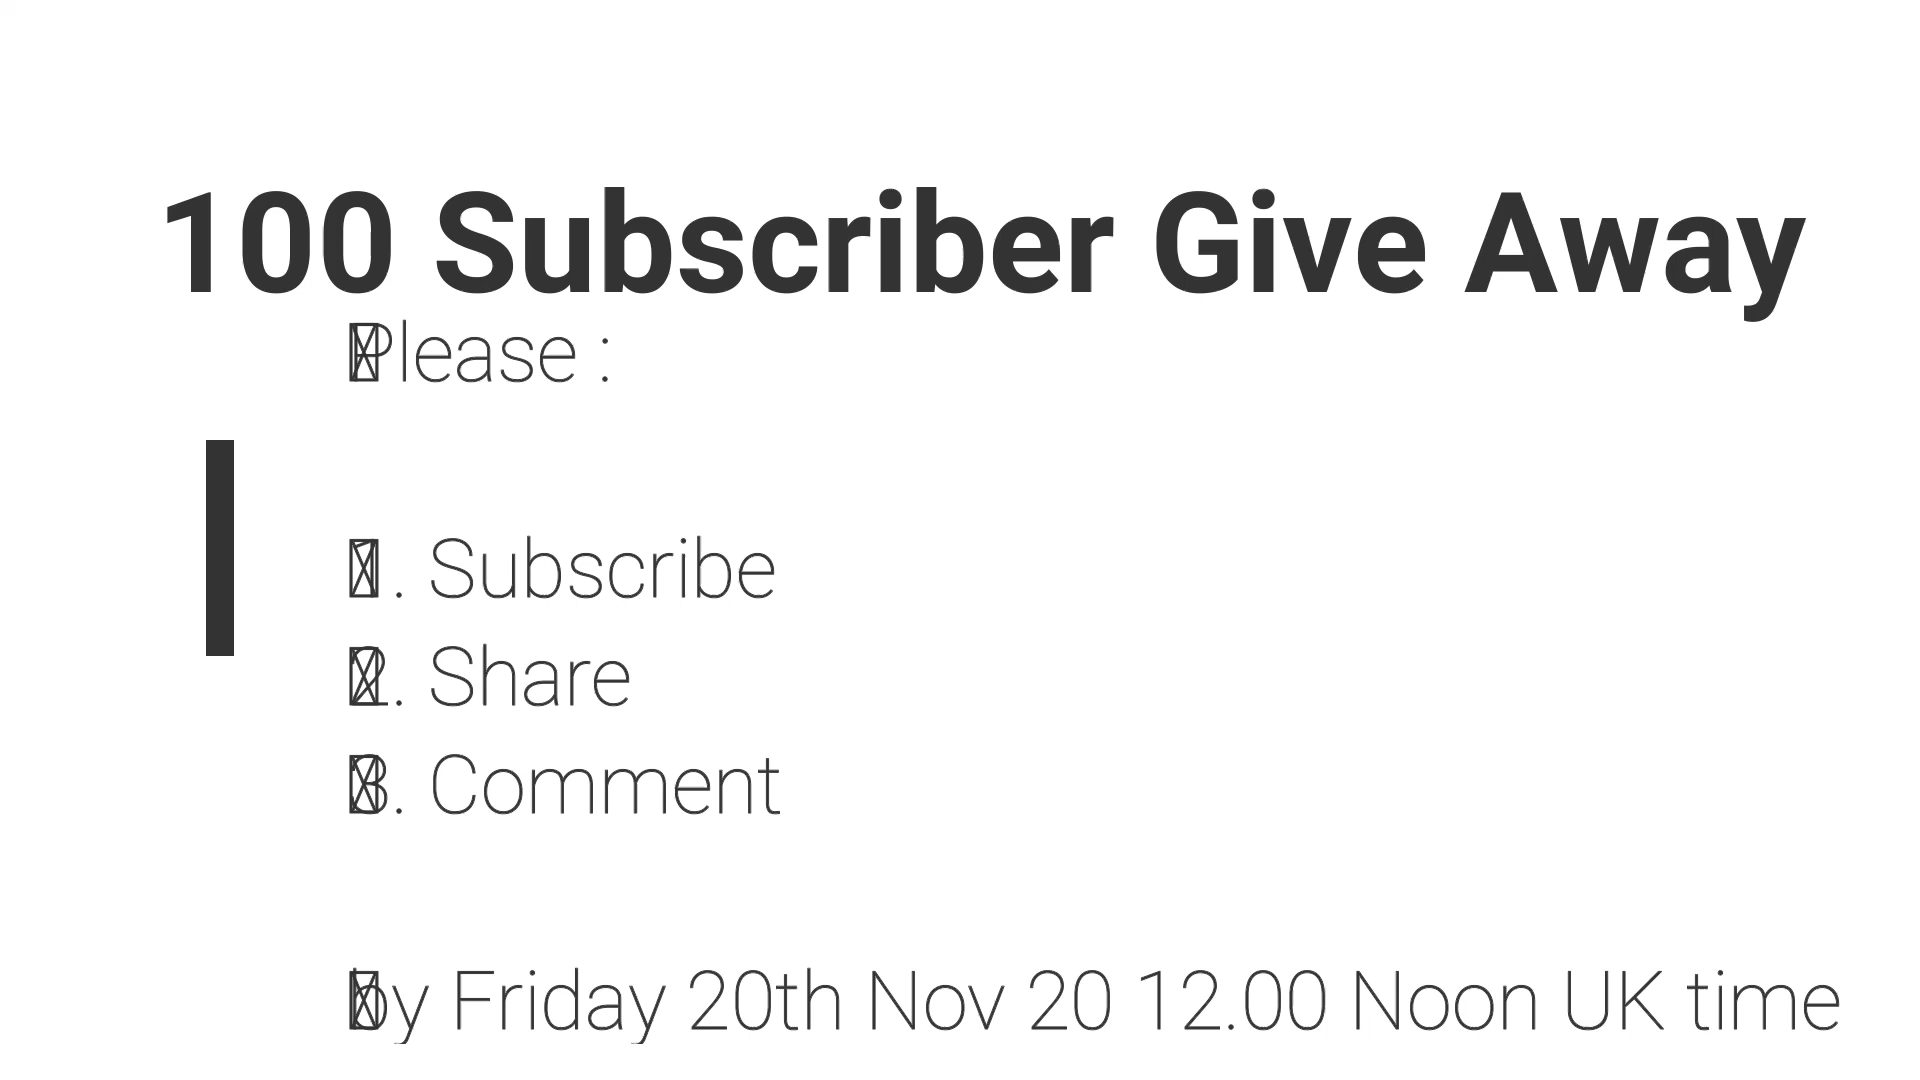 100 Subscriber Give Away
Please :
1. Subscribe
2. Share
3. Comment
by Friday 20th Nov 20 12.00 Noon UK time